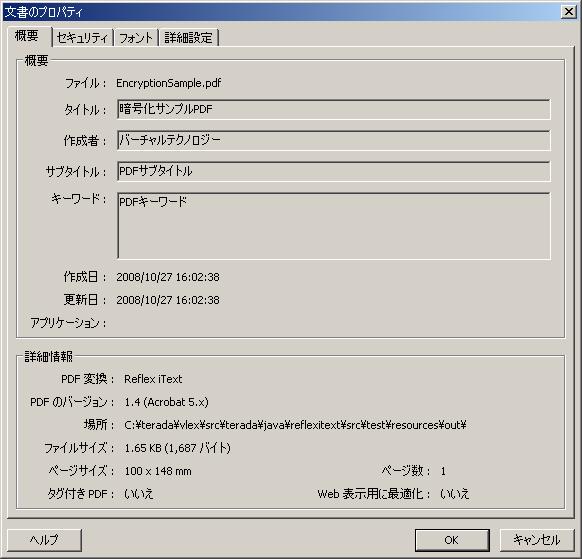 文書のプロパティ
概要 セキュリティ フォント 詳細設定
概要
ファイル： EncryptionSample.pdf
タイトル： 暗号化サンプルPDF
作成者： バーチャルテクノロジー
サブタイトル： PDFサブタイトル
キーワード： PDFキーワード
作成日： 2008/10/27 16:02:38
更新日： 2008/10/27 16:02:38
アプリケーション：
詳細情報
PDF 変換： Reflex iText
PDF のバージョン： 1.4 (Acrobat 5.x)
場所： C:¥terada¥vlex¥src¥terada¥java¥reflexitext¥src¥test¥resources¥out¥
ファイルサイズ： 1.65 KB (1,687 バイト)
ページサイズ： 100 x 148 mm ページ数： 1
タグ付き PDF： いいえ Web 表示用に最適化： いいえ
ヘルプ OK キャンセル